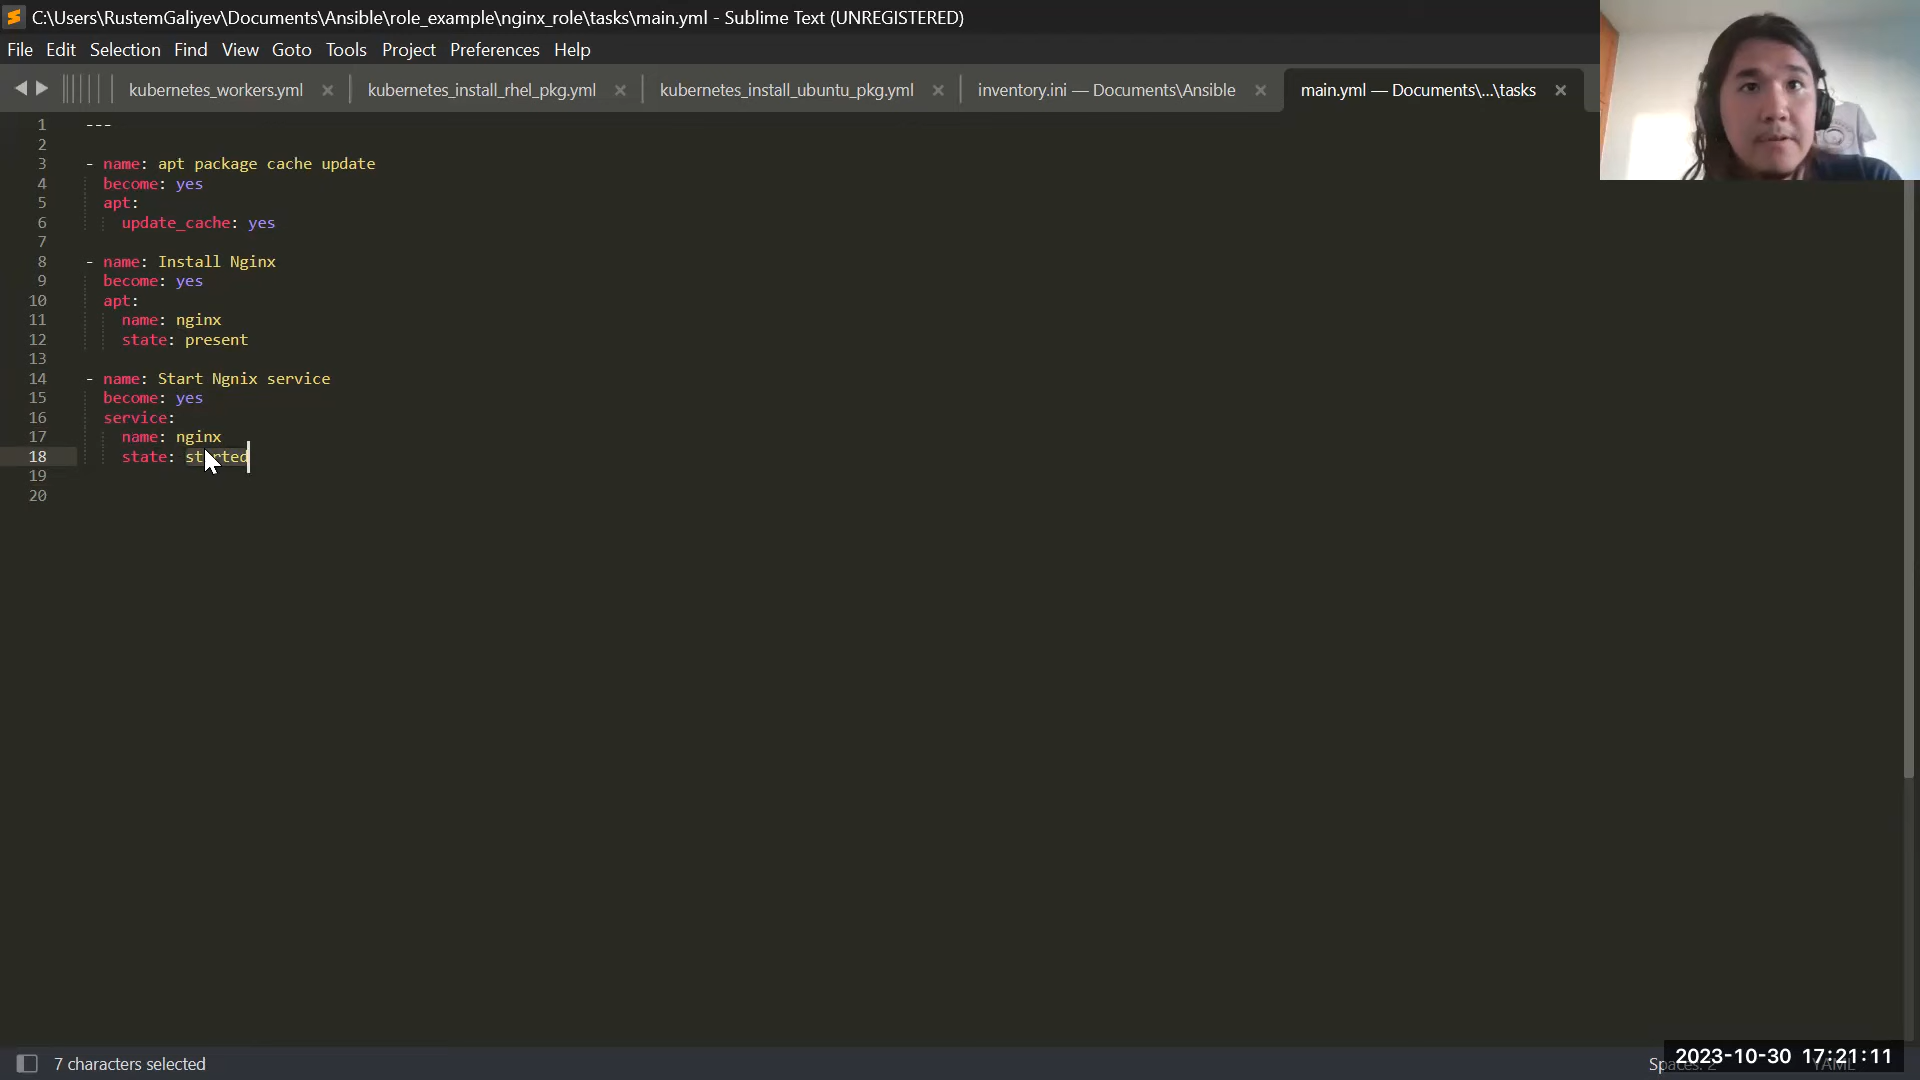 C:\Users\RustemGaliyev\Documents\Ansible\role_example\nginx_role\tasks\main.yml - Sublime Text (UNREGISTERED)
File Edit Selection Find View Goto Tools Project Preferences Help
kubernetes_workers.yml × kubernetes_install_rhel_pkg.yml × kubernetes_install_ubuntu_pkg.yml × inventory.ini — Documents\Ansible × main.yml — Documents\...\tasks ×
1 ---
2
3 - name: apt package cache update
4 become: yes
5 apt:
6 update_cache: yes
7
8 - name: Install Nginx
9 become: yes
10 apt:
11 name: nginx
12 state: present
13
14 - name: Start Ngnix service
15 become: yes
16 service:
17 name: nginx
18 state: started
19
20
7 characters selected
Spaces: 2 YAML
2023-10-30 17:21:11